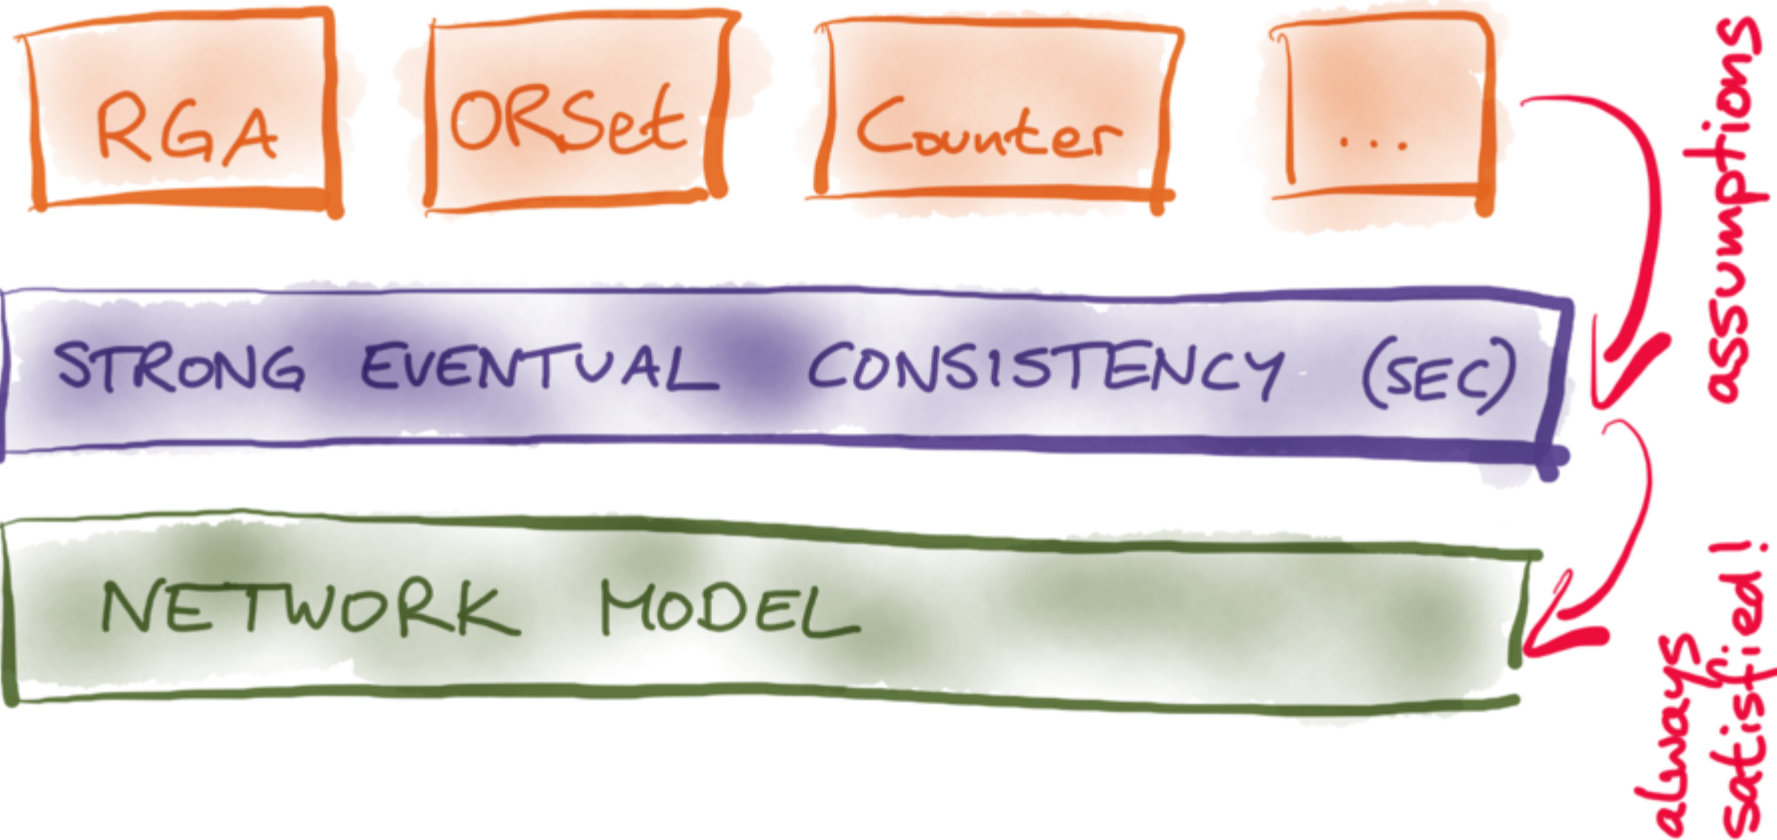 RGA
ORSet
Counter
...
assumptions
STRONG EVENTUAL CONSISTENCY (SEC)
NETWORK MODEL
always
satisfied!